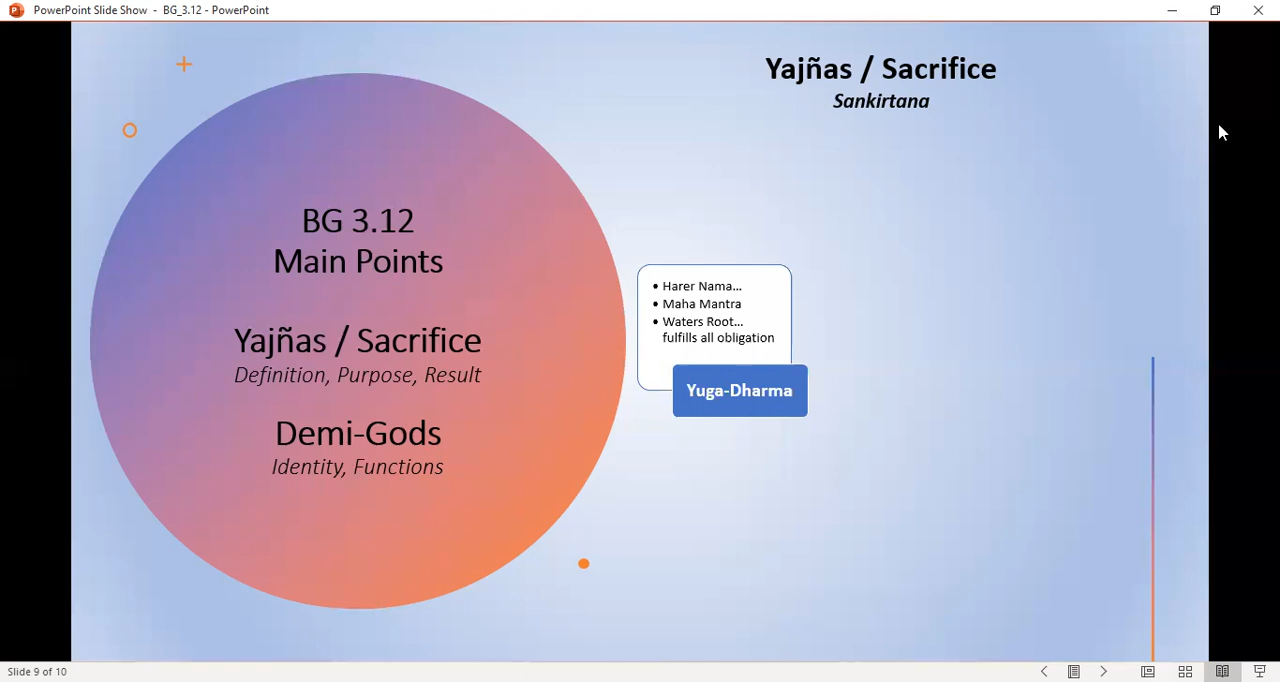 PowerPoint Slide Show - BG_3.12 - PowerPoint
Yajñas / Sacrifice
Sankirtana
BG 3.12
Main Points
Yajñas / Sacrifice
Definition, Purpose, Result
Demi-Gods
Identity, Functions
• Harer Nama...
• Maha Mantra
• Waters Root...
fulfills all obligation
Yuga-Dharma
Slide 9 of 10